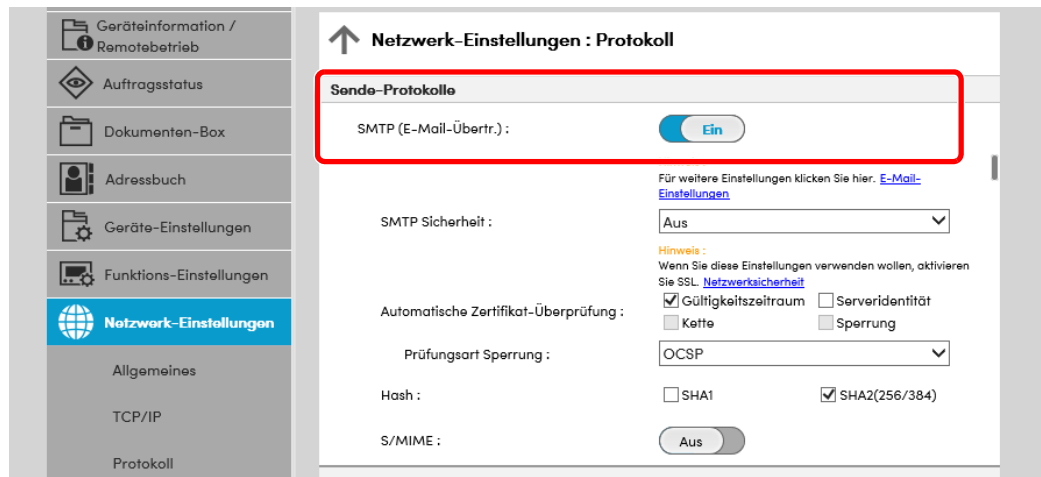 Geräteinformation /
Remotebetrieb
Auftragsstatus
Dokumenten-Box
Adressbuch
Geräte-Einstellungen
Funktions-Einstellungen
Netzwerk-Einstellungen
Allgemeines
TCP/IP
Protokoll
Netzwerk-Einstellungen : Protokoll
Sende-Protokolle
SMTP (E-Mail-Übertr.) : Ein
Für weitere Einstellungen klicken Sie hier. E-Mail-
Einstellungen
SMTP Sicherheit : Aus
Hinweis :
Wenn Sie diese Einstellungen verwenden wollen, aktivieren
Sie SSL. Netzwerksicherheit
Automatische Zertifikat-Überprüfung : Gültigkeitszeitraum Serveridentität
Kette Sperrung
Prüfungsart Sperrung : OCSP
Hash : SHA1 SHA2(256/384)
S/MIME : Aus